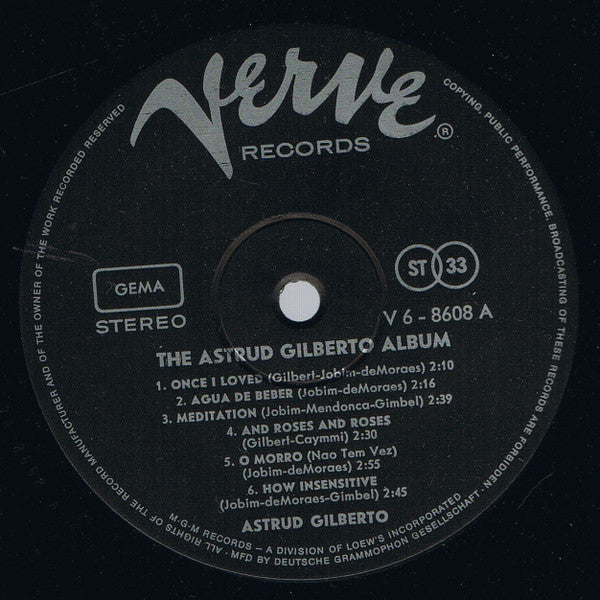 Verve
RECORDS
®
MANUFACTURER AND OF THE OWNER OF THE WORK RECORDED RESERVED
COPYING, PUBLIC PERFORMANCE, BROADCASTING OF THESE RECORDS ARE FORBIDDEN
GEMA
STEREO
ST 33
V 6 - 8608 A
THE ASTRUD GILBERTO ALBUM
1. ONCE I LOVED (Gilbert-Jobim-deMoraes) 2:10
2. AGUA DE BEBER (Jobim-deMoraes) 2:16
3. MEDITATION (Jobim-Mendonca-Gimbel) 2:39
4. AND ROSES AND ROSES
(Gilbert-Caymmi) 2:30
5. O MORRO (Nao Tem Vez)
(Jobim-deMoraes) 2:55
6. HOW INSENSITIVE
(Jobim-deMoraes-Gimbel) 2:45
ASTRUD GILBERTO
M-G-M RECORDS – A DIVISION OF LOEW'S INCORPORATED
ALL RIGHTS OF THE RECORD - MFD BY DEUTSCHE GRAMMOPHON GESELLSCHAFT -